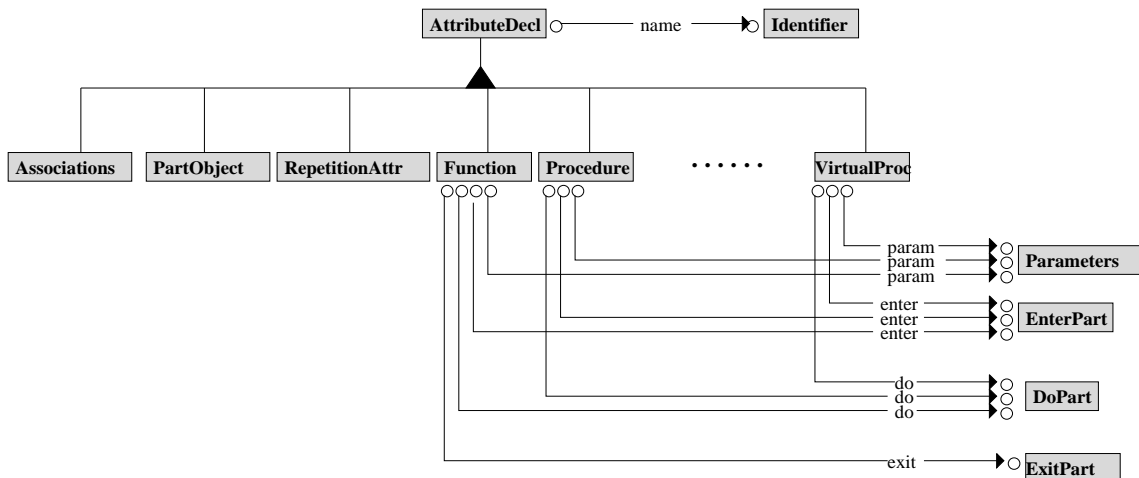 AttributeDecl name Identifier
Associations PartObject RepetitionAttr Function Procedure ...... VirtualProc
param
param Parameters
param
enter
enter EnterPart
enter
do
do DoPart
do
exit ExitPart